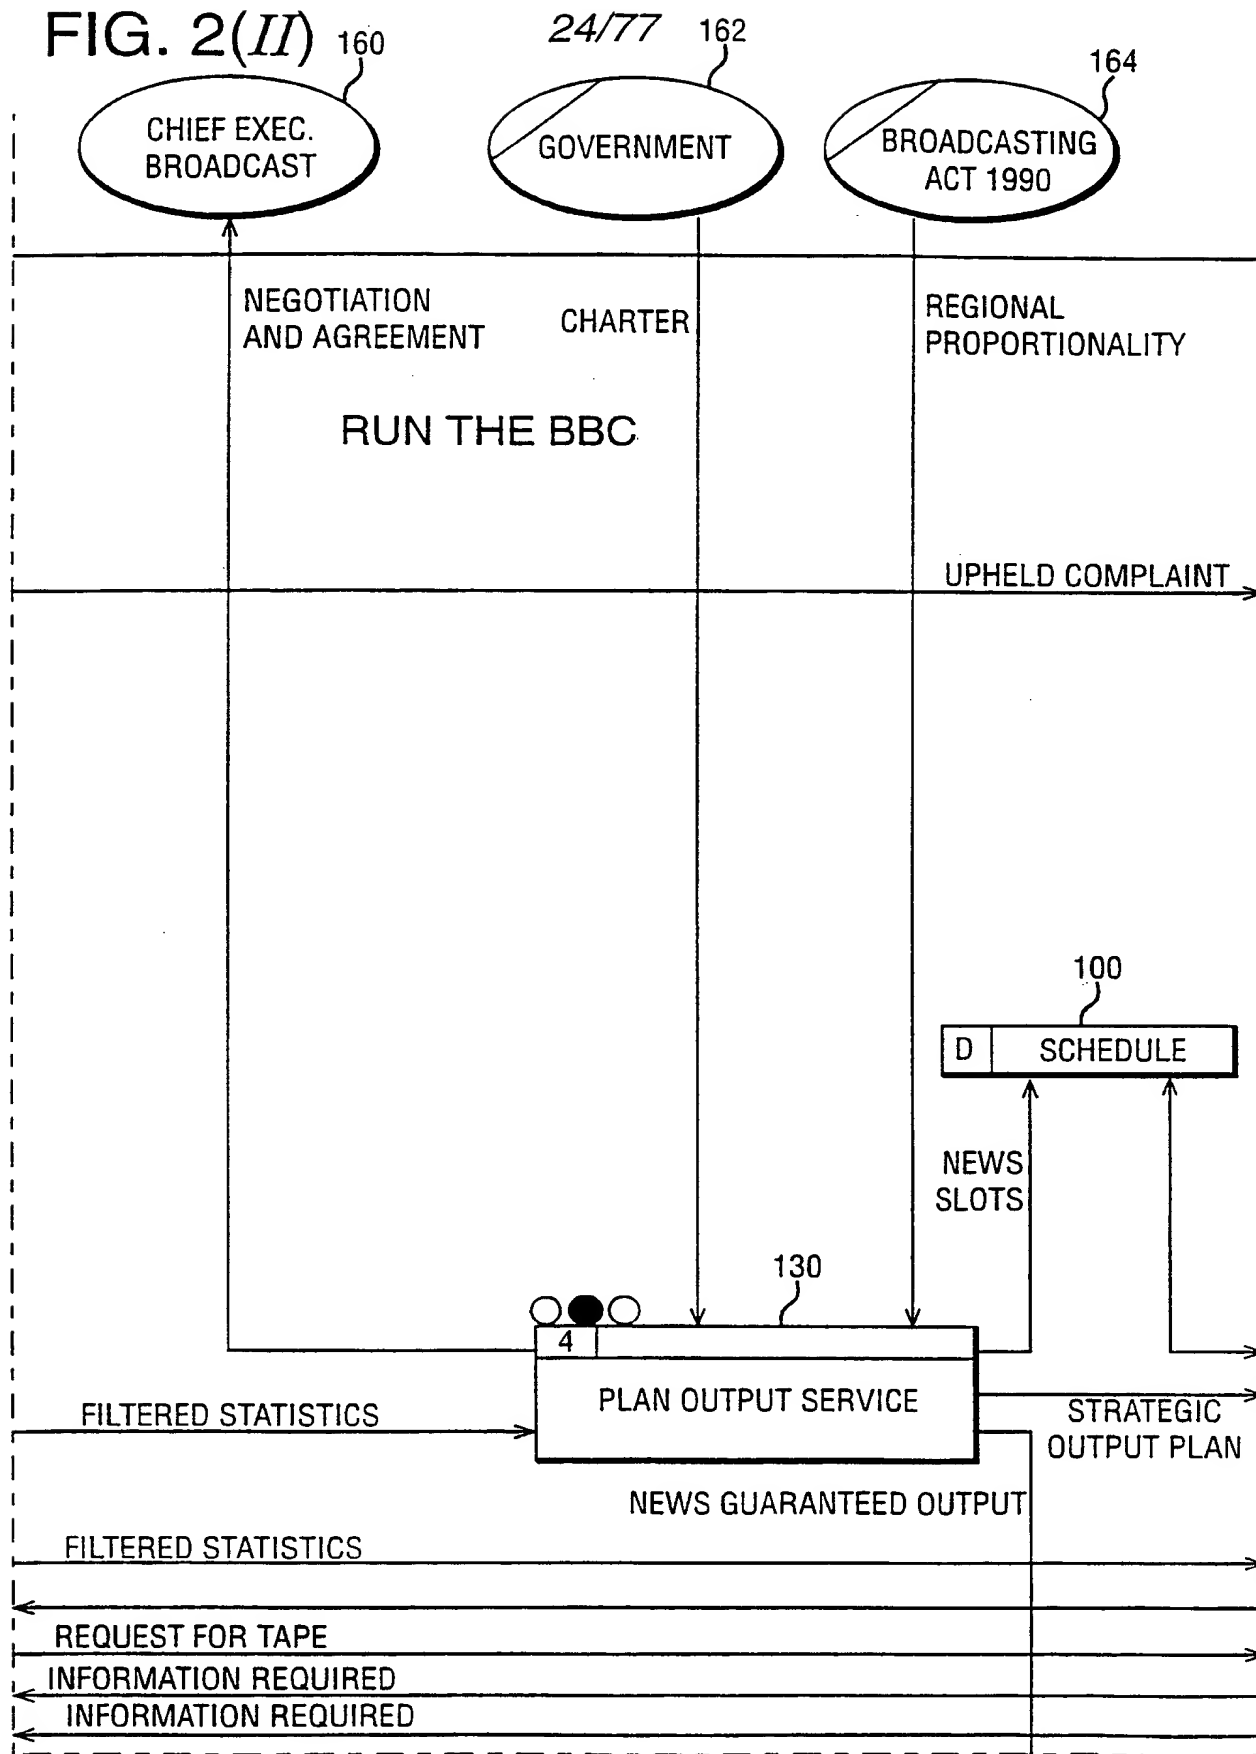 FIG. 2(II)
24/77
160
162
164
CHIEF EXEC.
BROADCAST
GOVERNMENT
BROADCASTING
ACT 1990
NEGOTIATION
AND AGREEMENT
CHARTER
REGIONAL
PROPORTIONALITY
RUN THE BBC
UPHELD COMPLAINT
100
D
SCHEDULE
NEWS
SLOTS
130
4
PLAN OUTPUT SERVICE
FILTERED STATISTICS
STRATEGIC
OUTPUT PLAN
NEWS GUARANTEED OUTPUT
FILTERED STATISTICS
REQUEST FOR TAPE
INFORMATION REQUIRED
INFORMATION REQUIRED